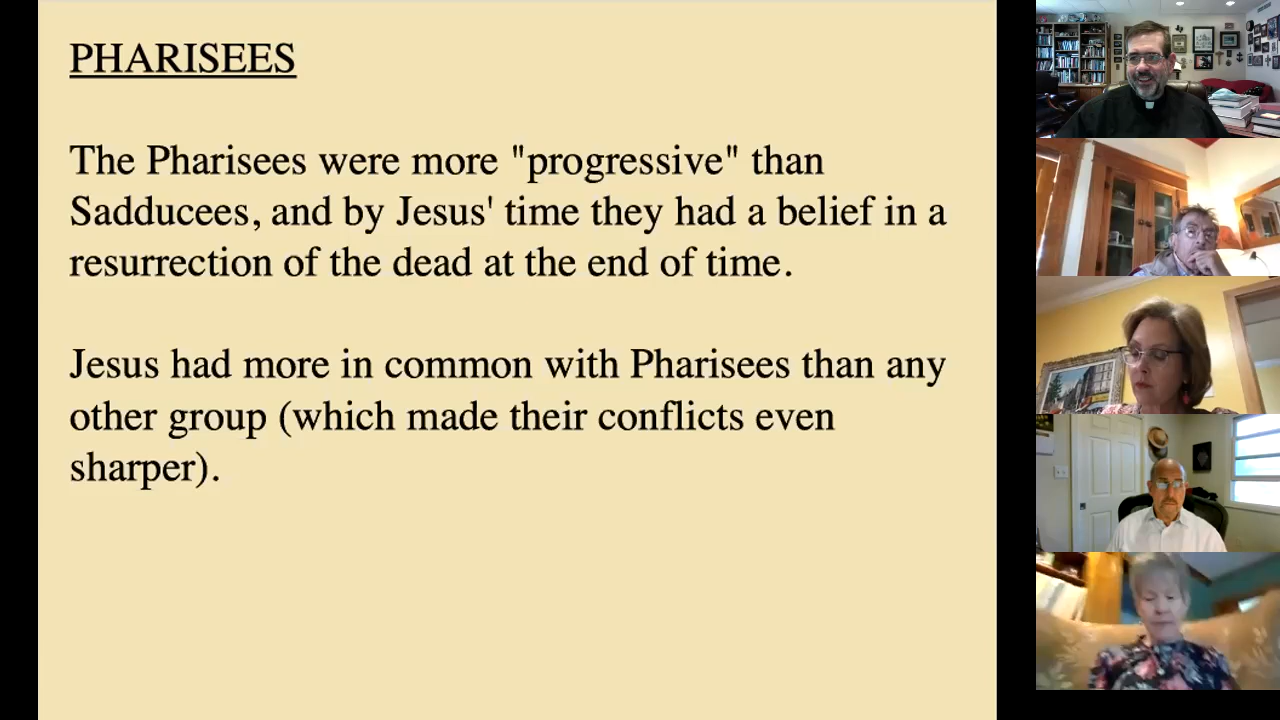 PHARISEES
The Pharisees were more "progressive" than
Sadducees, and by Jesus' time they had a belief in a
resurrection of the dead at the end of time.
Jesus had more in common with Pharisees than any
other group (which made their conflicts even
sharper).